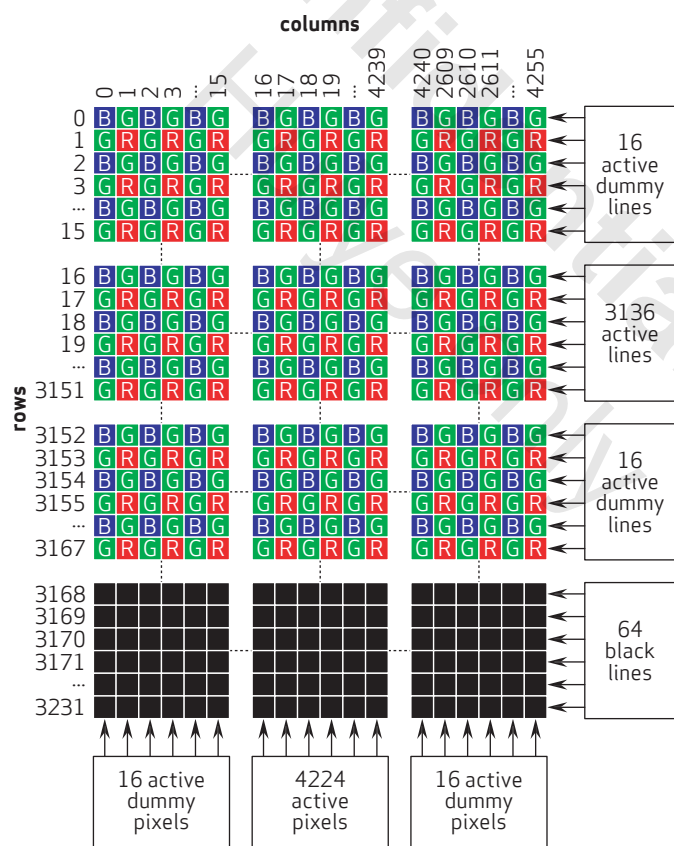 columns
0 1 2 3 ... 15 16 17 18 19 ... 4239 4240 2609 2610 2611 ... 4255
0 B G B G B G B G B G B G B G B G B G
1 G R G R G R G R G R G R G R G R G R
2 B G B G B G B G B G B G B G B G B G
3 G R G R G R G R G R G R G R G R G R
... B G B G B G B G B G B G B G B G B G
15 G R G R G R G R G R G R G R G R G R
16
active
dummy
lines
rows
16 B G B G B G B G B G B G B G B G B G
17 G R G R G R G R G R G R G R G R G R
18 B G B G B G B G B G B G B G B G B G
19 G R G R G R G R G R G R G R G R G R
... B G B G B G B G B G B G B G B G B G
3151 G R G R G R G R G R G R G R G R G R
3136
active
lines
3152 B G B G B G B G B G B G B G B G B G
3153 G R G R G R G R G R G R G R G R G R
3154 B G B G B G B G B G B G B G B G B G
3155 G R G R G R G R G R G R G R G R G R
... B G B G B G B G B G B G B G B G B G
3167 G R G R G R G R G R G R G R G R G R
16
active
dummy
lines
3168
3169
3170
3171
...
3231
64
black
lines
16 active
dummy
pixels
4224
active
pixels
16 active
dummy
pixels